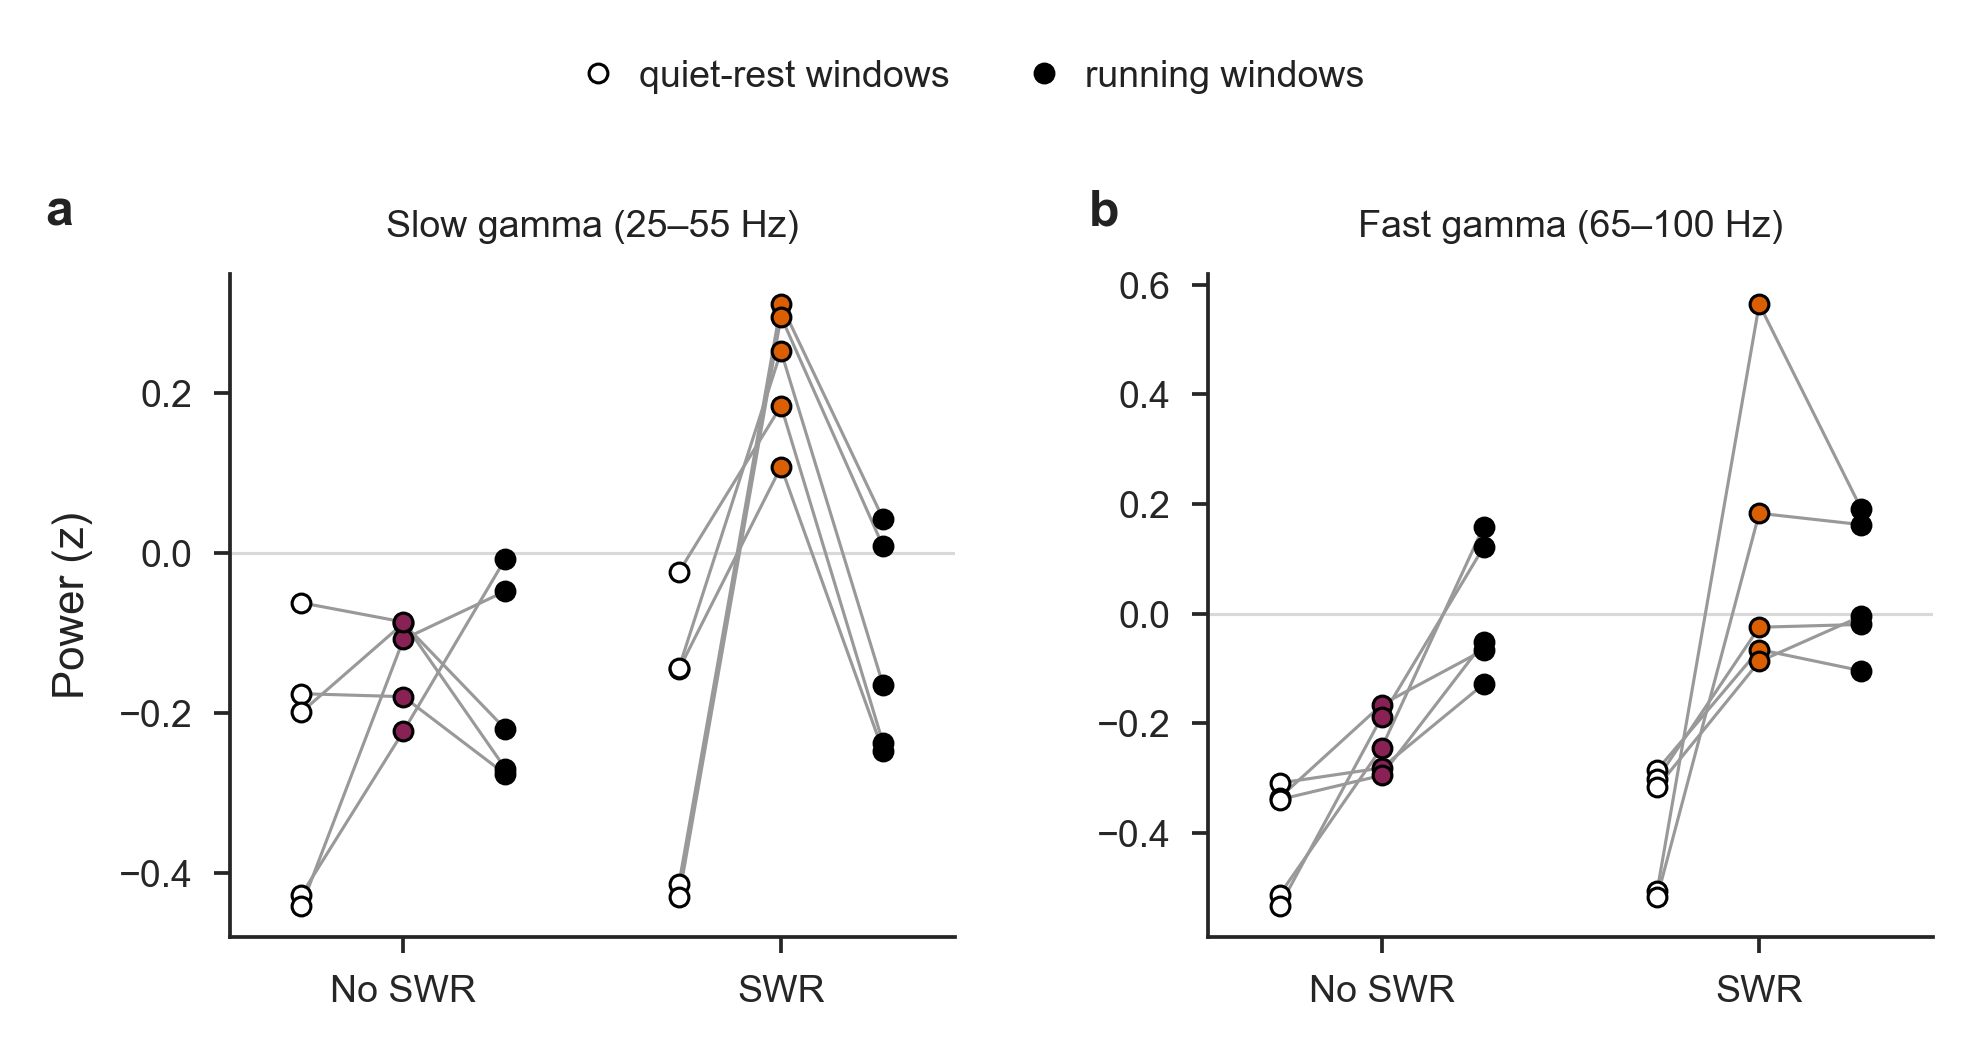 quiet-rest windows
running windows
a
Slow gamma (25–55 Hz)
Power (z)
0.2
0.0
−0.2
−0.4
No SWR
SWR
b
Fast gamma (65–100 Hz)
0.6
0.4
0.2
0.0
−0.2
−0.4
No SWR
SWR